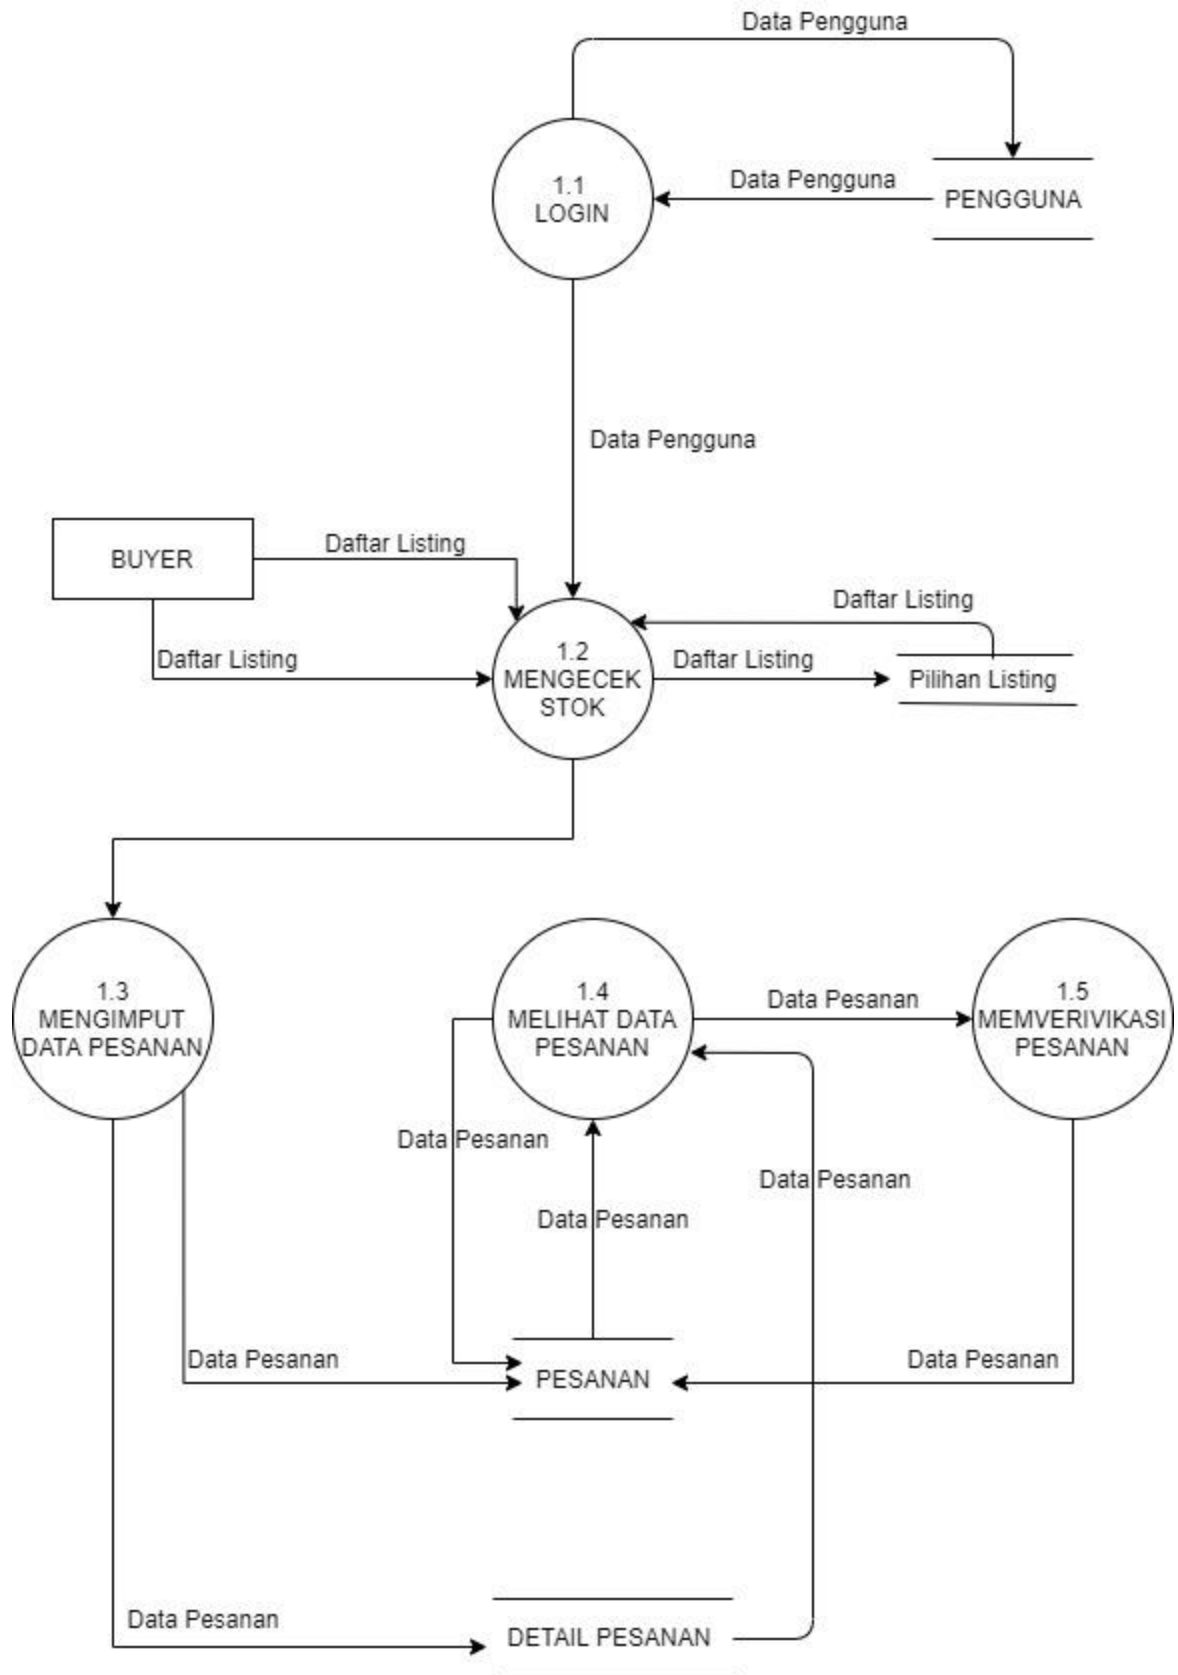 Data Pengguna
1.1
LOGIN
Data Pengguna
PENGGUNA
Data Pengguna
BUYER
Daftar Listing
Daftar Listing
1.2
MENGECEK
STOK
Daftar Listing
Daftar Listing
Pilihan Listing
1.3
MENGIMPUT
DATA PESANAN
1.4
MELIHAT DATA
PESANAN
Data Pesanan
1.5
MEMVERIVIKASI
PESANAN
Data Pesanan
Data Pesanan
Data Pesanan
Data Pesanan
PESANAN
Data Pesanan
Data Pesanan
DETAIL PESANAN